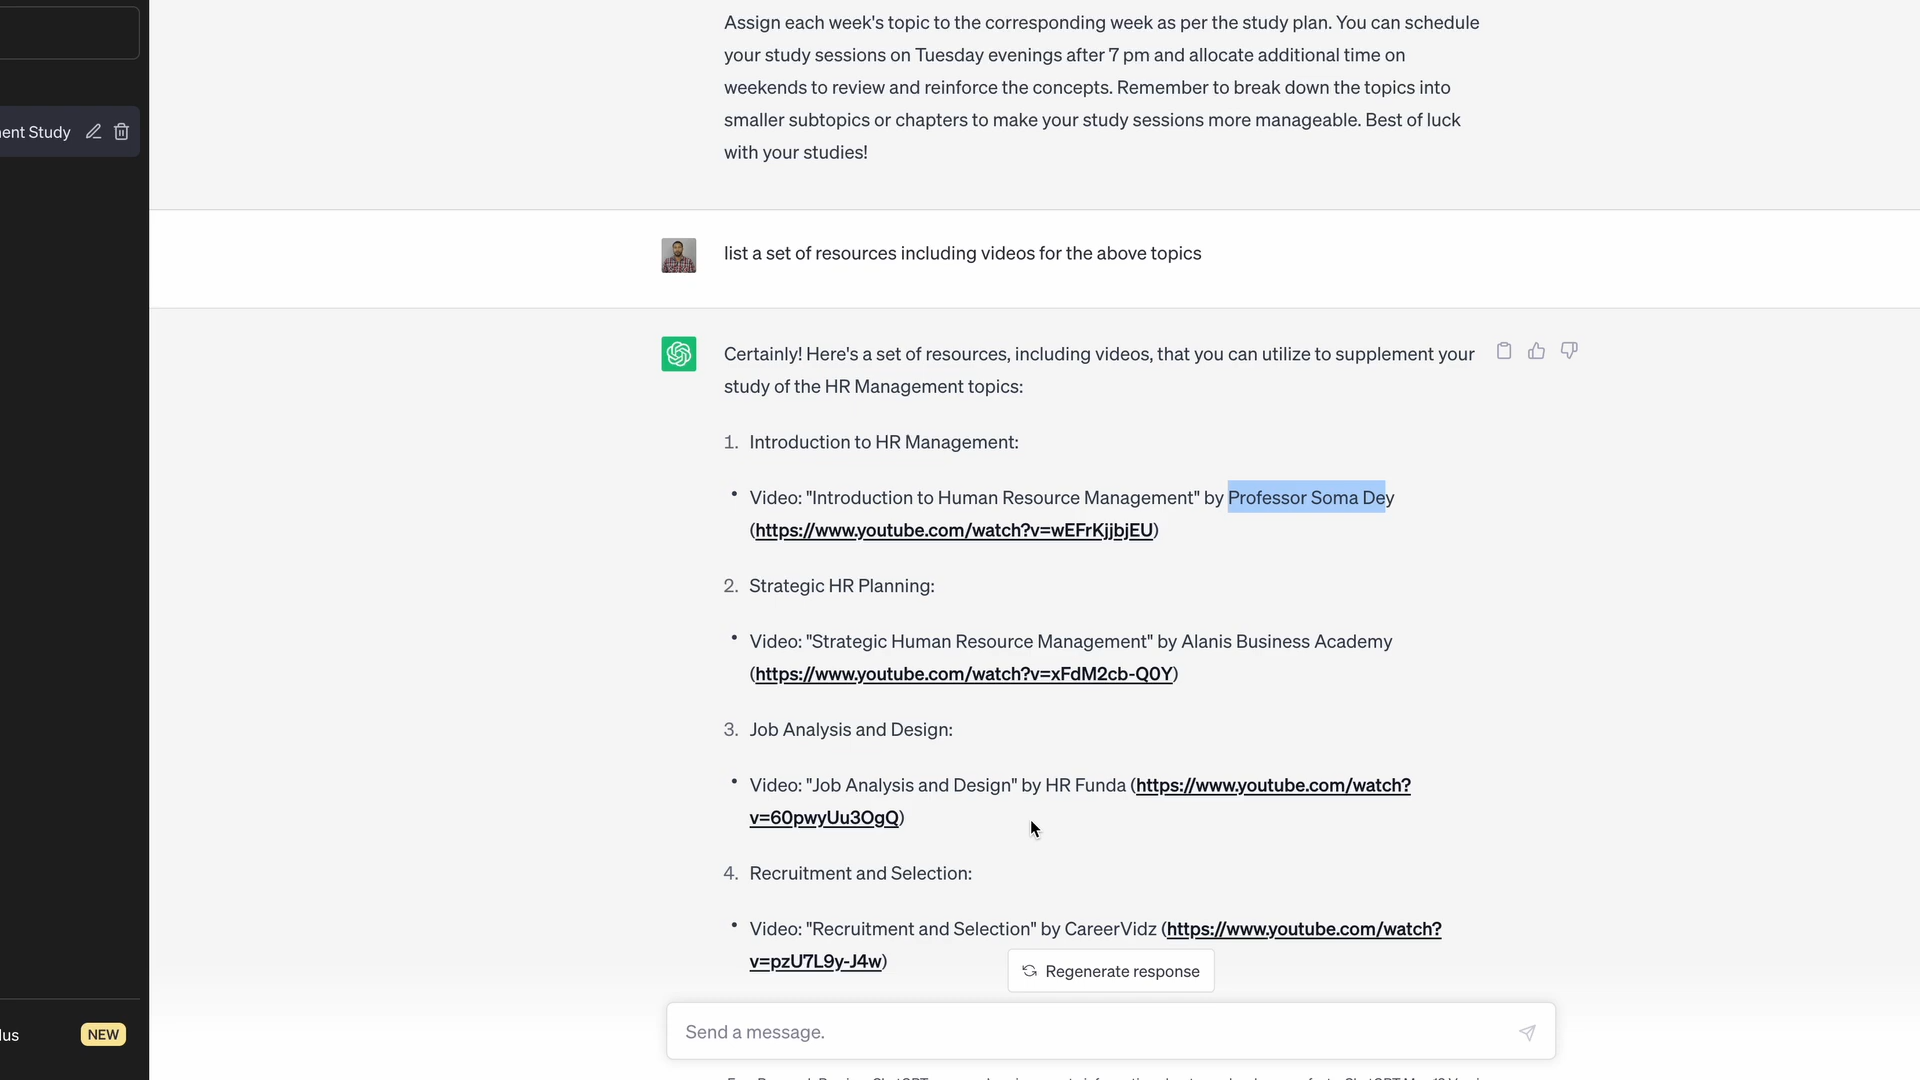 Assign each week's topic to the corresponding week as per the study plan. You can schedule
your study sessions on Tuesday evenings after 7 pm and allocate additional time on
weekends to review and reinforce the concepts. Remember to break down the topics into
smaller subtopics or chapters to make your study sessions more manageable. Best of luck
with your studies!
ent Study
list a set of resources including videos for the above topics
Certainly! Here's a set of resources, including videos, that you can utilize to supplement your
study of the HR Management topics:
1. Introduction to HR Management:
• Video: "Introduction to Human Resource Management" by Professor Soma Dey
(https://www.youtube.com/watch?v=wEFrKjjbjEU)
2. Strategic HR Planning:
• Video: "Strategic Human Resource Management" by Alanis Business Academy
(https://www.youtube.com/watch?v=xFdM2cb-Q0Y)
3. Job Analysis and Design:
• Video: "Job Analysis and Design" by HR Funda (https://www.youtube.com/watch?
v=60pwyUu3OgQ)
4. Recruitment and Selection:
• Video: "Recruitment and Selection" by CareerVidz (https://www.youtube.com/watch?
v=pzU7L9y-J4w)
Regenerate response
Send a message.
lus NEW